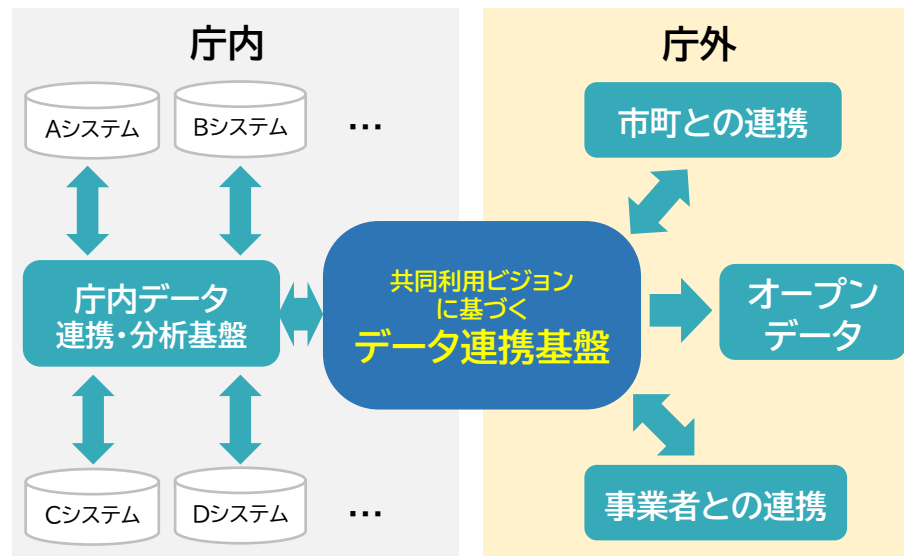 庁内
庁外
Aシステム
Bシステム
…
市町との連携
庁内データ
連携・分析基盤
共同利用ビジョン
に基づく
データ連携基盤
オープン
データ
Cシステム
Dシステム
…
事業者との連携